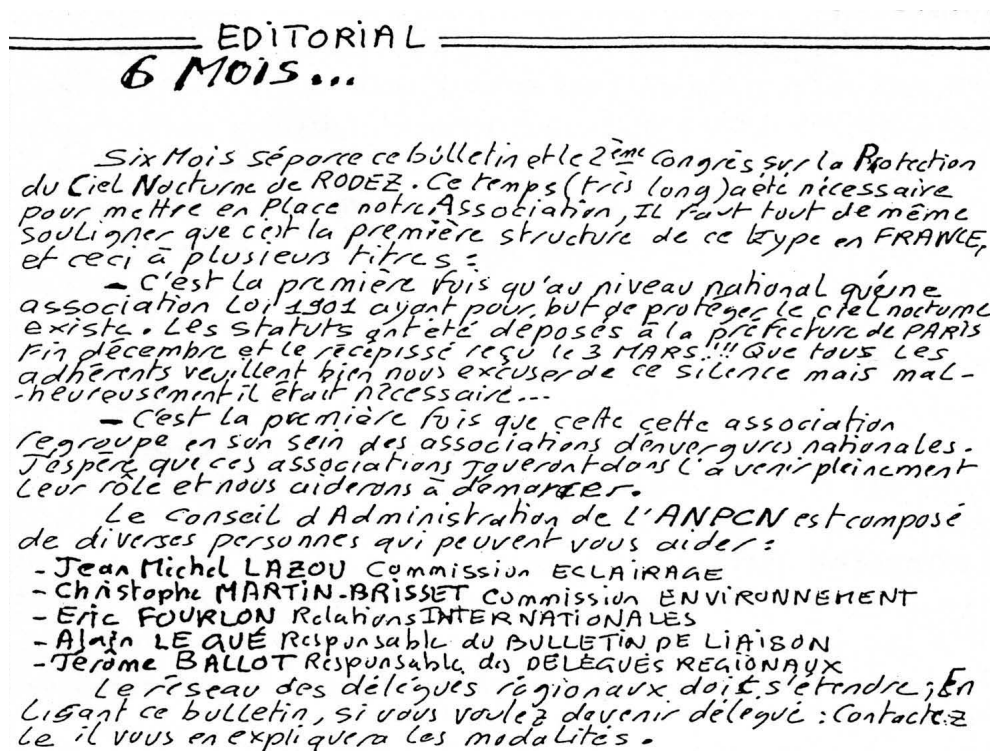 EDITORIAL
6 MOIS...
Six Mois séparce ce bulletin et le 2ème Congrès sur la Protection
du Ciel Nocturne de RODEZ. Ce temps (très long) a été nécessaire
pour mettre en Place notre Association, Il faut tout de même
souligner que c'est la première structure de ce type en FRANCE,
et ceci à plusieurs titres :
- C'est la première fois qu'au niveau national qu'une
association Loi 1901 ayant pour but de protéger le ciel nocturne
existe. Les statuts ont été déposés à la préfecture de PARIS
Fin décembre et le récépissé reçu le 3 MARS.!!! Que tous les
adhérents veuillent bien nous excuser de ce silence mais mal-
-heureusement il était nécessaire...
- C'est la première fois que cette cette association
regroupe en son sein des associations d'envergures nationales.
J'espère que ces associations joueront dans l'avenir pleinement
leur rôle et nous aiderons à démarrer.
Le Conseil d'Administration de L'ANPCN est composé
de diverses personnes qui peuvent vous aider :
- Jean Michel LAZOU Commission ECLAIRAGE
- Christophe MARTIN-BRISSET Commission ENVIRONNEMENT
- Eric FOURLON Relations INTERNATIONALES
- Alain LE GUÉ Responsable du BULLETIN DE LIAISON
- Jérôme BALLOT Responsable des DÉLÉGUÉS REGIONAUX
Le réseau des délégués régionaux doit s'étendre ; En
Lisant ce bulletin, si vous voulez devenir délégué : Contactez
le il vous en expliquera les modalités.